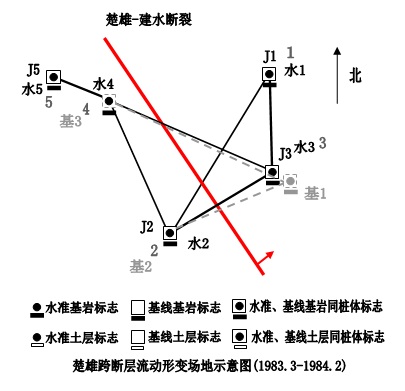 楚雄-建水断裂
J1
1
水1
北
J5
水5
5
水4
4
基3
J3
水3
3
基1
J2
2
水2
基2
水准基岩标志
基线基岩标志
水准、基线基岩同桩体标志
水准土层标志
基线土层标志
水准、基线土层同桩体标志
楚雄跨断层流动形变场地示意图(1983.3-1984.2)